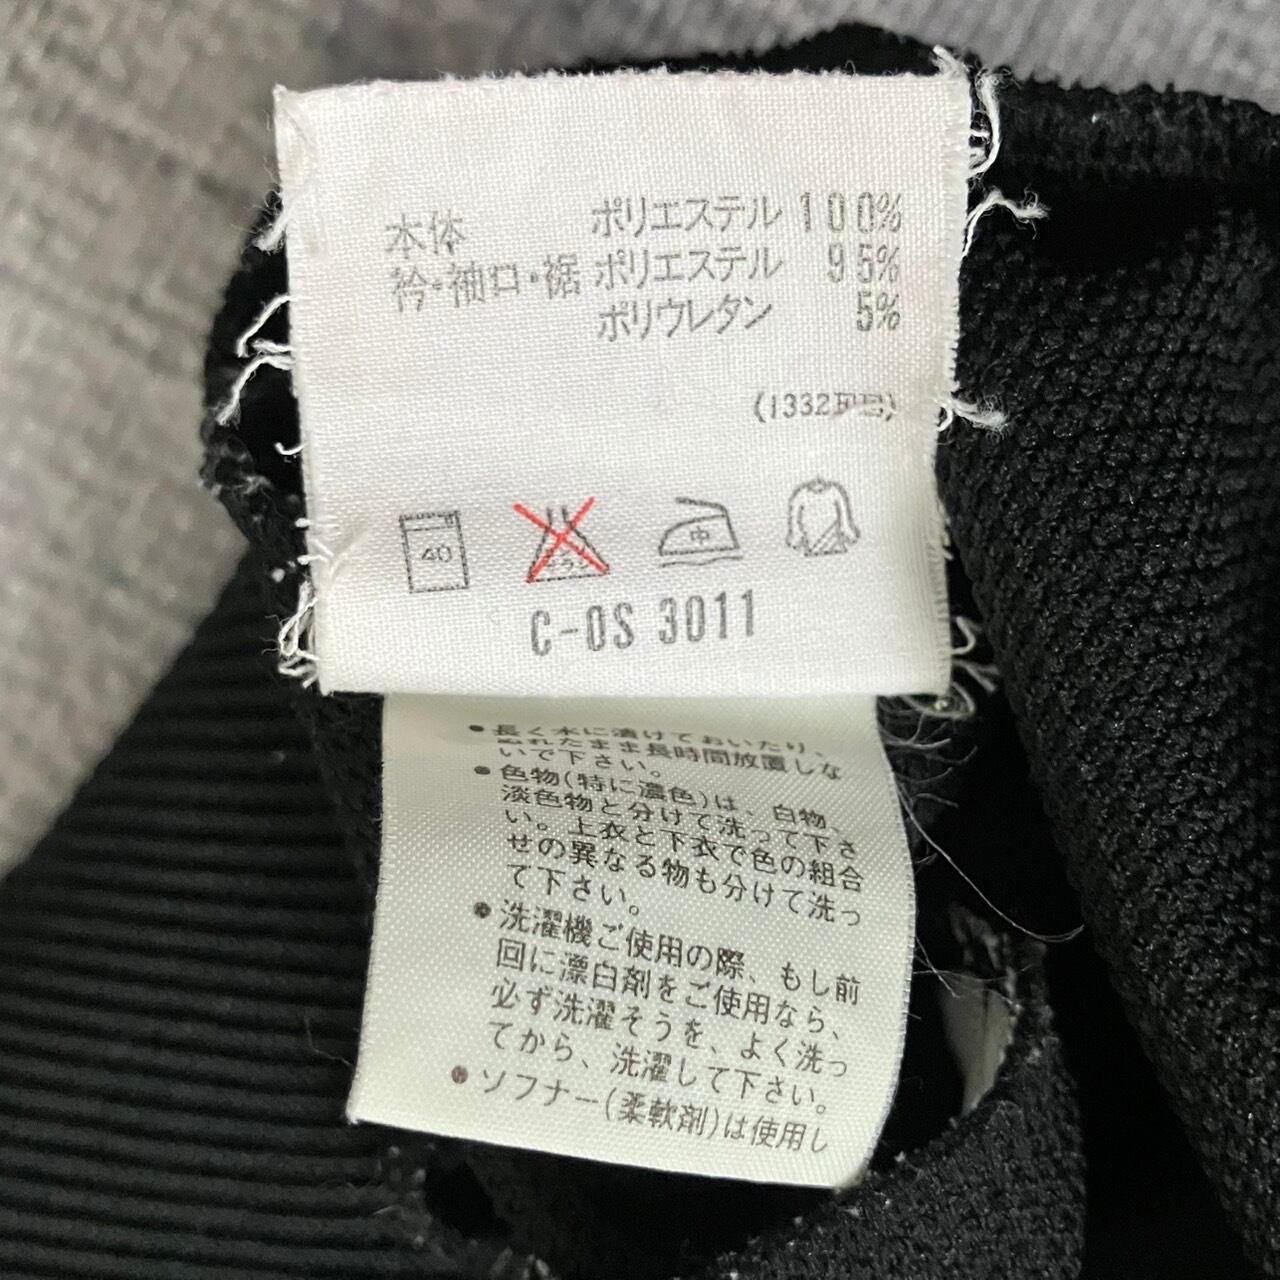 本体 ポリエステル 100%
衿・袖口・裾 ポリエステル 95%
ポリウレタン 5%
(1332
40
中
C-OS 3011
●長く水に漬けておいたり、
ぬれたまま長時間放置しな
いで下さい。
●色物(特に濃色)は、白物、
淡色物と分けて洗って下さ
い。上衣と下衣で色の組合
せの異なる物も分けて洗っ
て下さい。
●洗濯機ご使用の際、もし前
回に漂白剤をご使用なら、
必ず洗濯そうを、よく洗っ
てから、洗濯して下さい。
●ソフナー(柔軟剤)は使用し